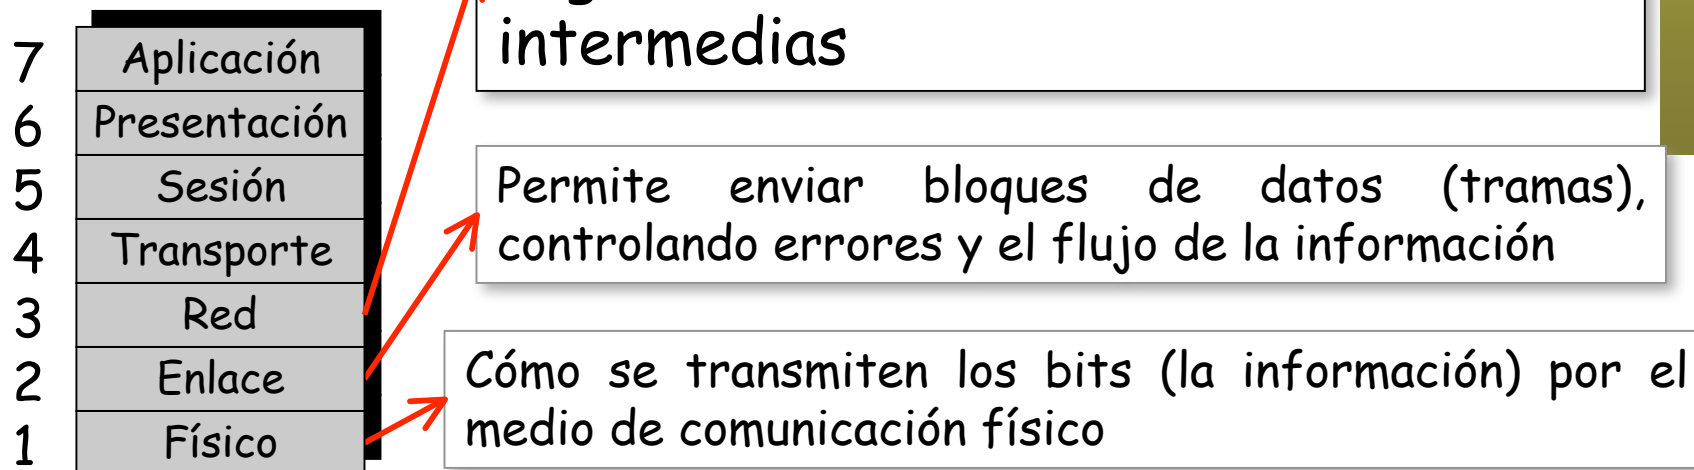 intermedias
7 Aplicación
6 Presentación
5 Sesión
4 Transporte
3 Red
2 Enlace
1 Físico
Permite enviar bloques de datos (tramas),
controlando errores y el flujo de la información
Cómo se transmiten los bits (la información) por el
medio de comunicación físico